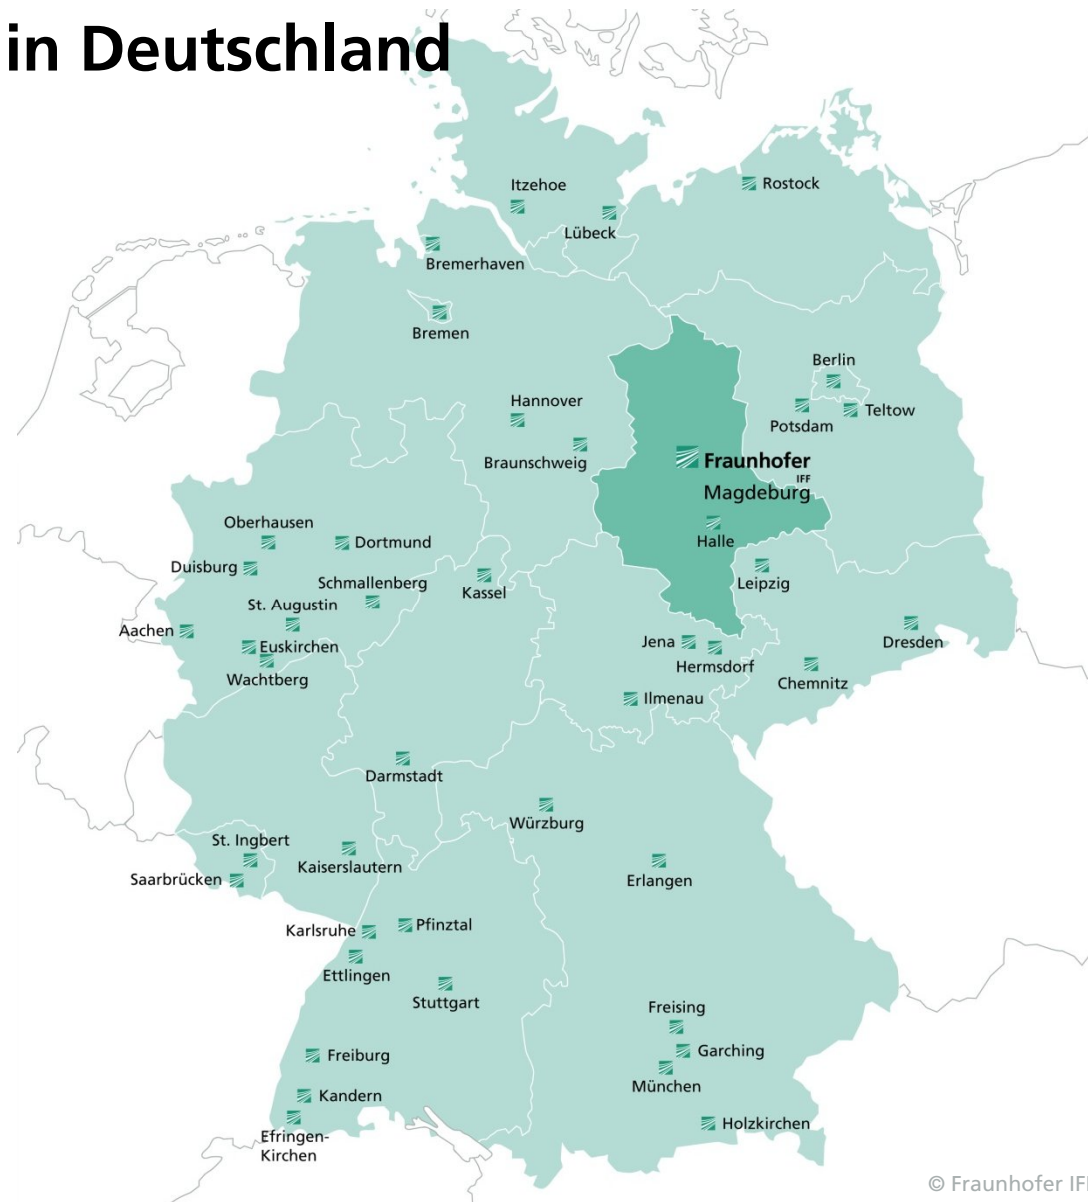 in Deutschland
Itzehoe
Rostock
Lübeck
Bremerhaven
Bremen
Berlin
Hannover
Teltow
Potsdam
Braunschweig
Fraunhofer
IFF
Magdeburg
Oberhausen
Dortmund
Halle
Duisburg
Schmallenberg
Kassel
Leipzig
St. Augustin
Aachen
Euskirchen
Jena
Dresden
Hermsdorf
Wachtberg
Chemnitz
Ilmenau
Darmstadt
Würzburg
St. Ingbert
Kaiserslautern
Saarbrücken
Erlangen
Karlsruhe
Pfinztal
Ettlingen
Stuttgart
Freising
Garching
Freiburg
München
Kandern
Holzkirchen
Efringen-
Kirchen
© Fraunhofer